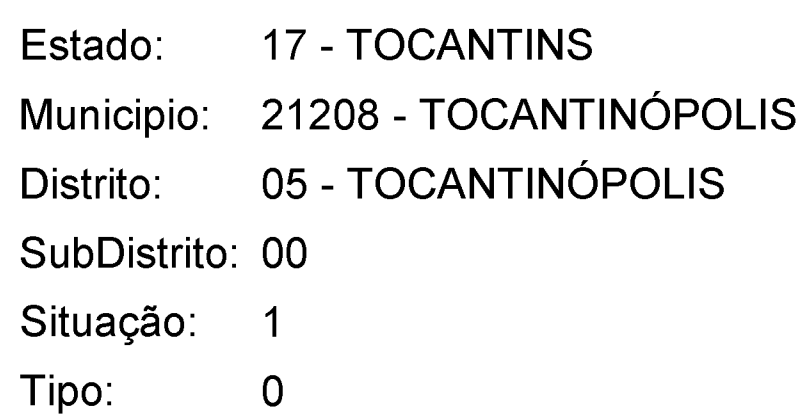 Estado: 17 - TOCANTINS
Municipio: 21208 - TOCANTINÓPOLIS
Distrito: 05 - TOCANTINÓPOLIS
SubDistrito: 00
Situação: 1
Tipo: 0